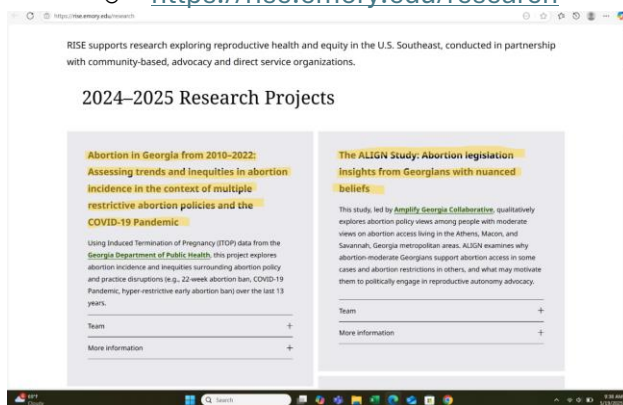 https://rise.emory.edu/research
https://rise.emory.edu/research
RISE supports research exploring reproductive health and equity in the U.S. Southeast, conducted in partnership
with community-based, advocacy and direct service organizations.
2024–2025 Research Projects
Abortion in Georgia from 2010–2022:
Assessing trends and inequities in abortion
incidence in the context of multiple
restrictive abortion policies and the
COVID-19 Pandemic
Using Induced Termination of Pregnancy (ITOP) data from the
Georgia Department of Public Health, this project explores
abortion incidence and inequities surrounding abortion policy
and practice disruptions (e.g., 22-week abortion ban, COVID-19
Pandemic, hyper-restrictive early abortion ban) over the last 13
years.
Team +
More information +
The ALIGN Study: Abortion legislation
insights from Georgians with nuanced
beliefs
This study, led by Amplify Georgia Collaborative, qualitatively
explores abortion policy views among people with moderate
views on abortion access living in the Athens, Macon, and
Savannah, Georgia metropolitan areas. ALIGN examines why
abortion-moderate Georgians support abortion access in some
cases and abortion restrictions in others, and what may motivate
them to politically engage in reproductive autonomy advocacy.
Team +
More information +
Cloudy
Search